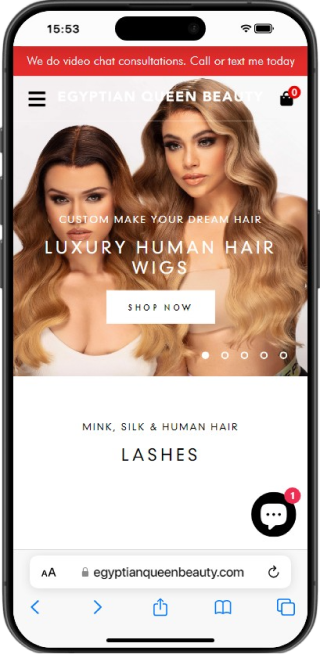 15:53
We do video chat consultations. Call or text me today
EGYPTIAN QUEEN BEAUTY
0
CUSTOM MAKE YOUR DREAM HAIR
LUXURY HUMAN HAIR
WIGS
SHOP NOW
MINK, SILK & HUMAN HAIR
LASHES
1
AA
egyptianqueenbeauty.com